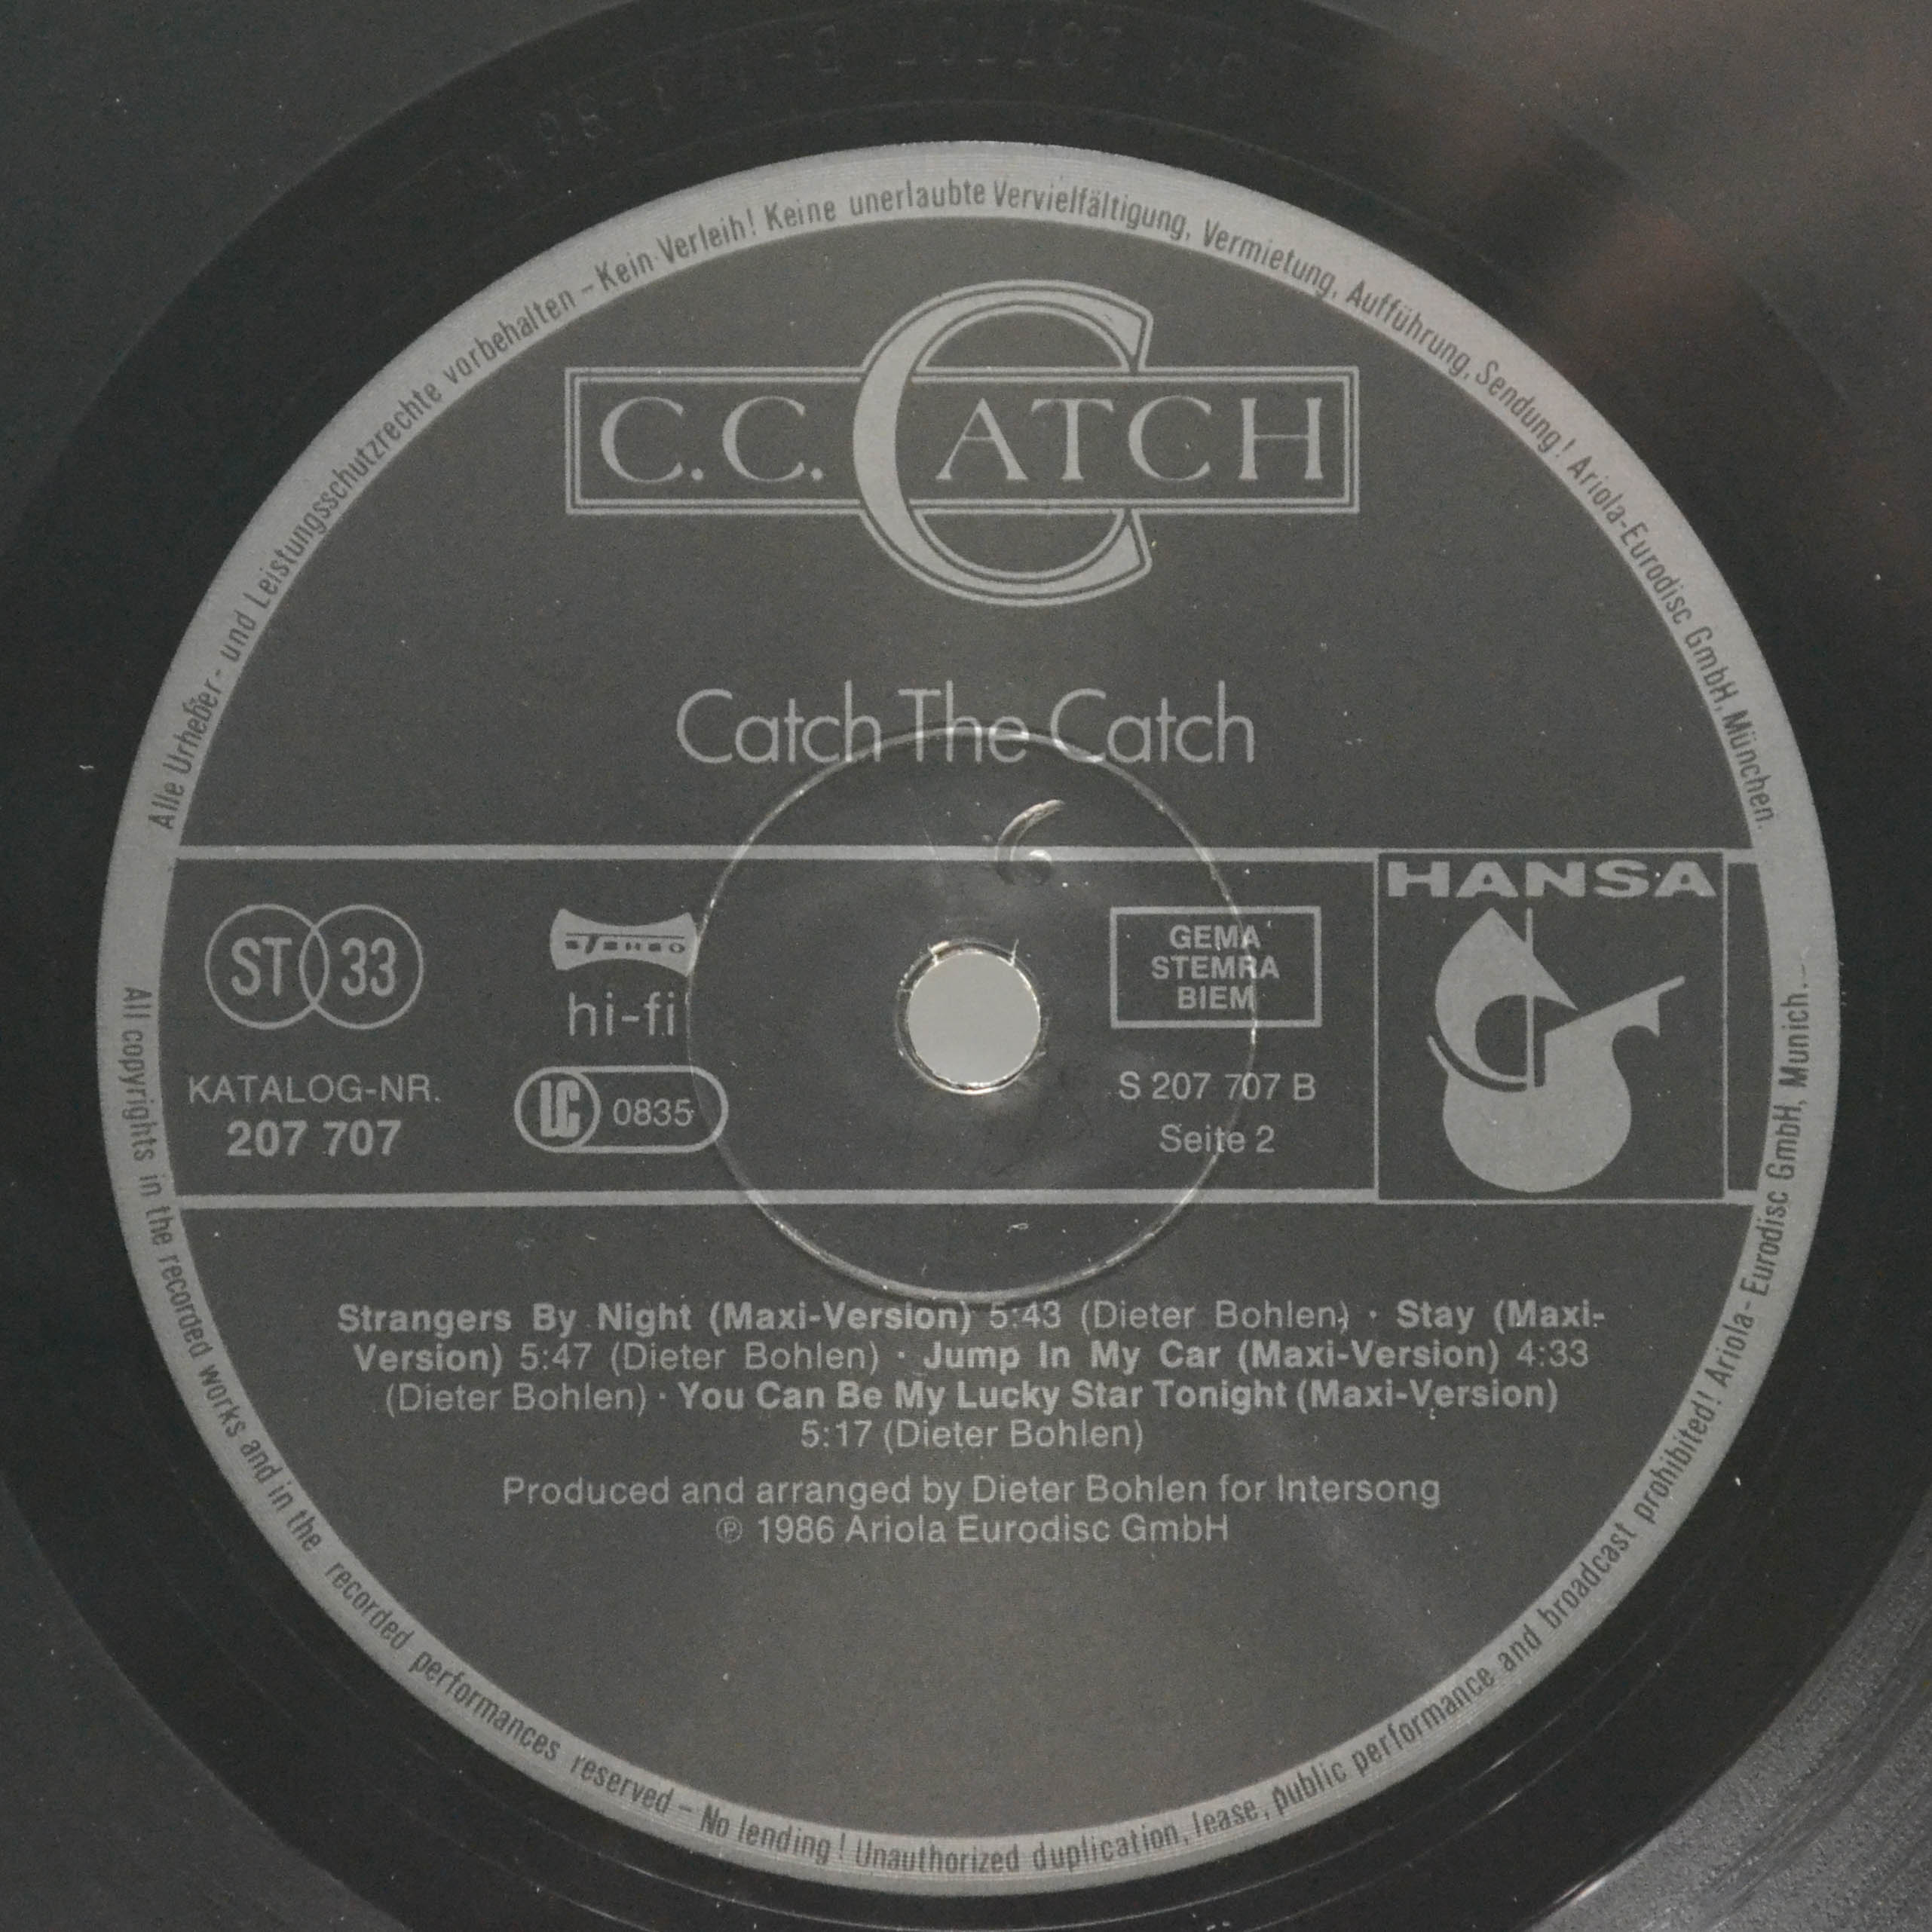 Alle Urheber- und Leistungsschutzrechte vorbehalten – Kein Verleih! Keine unerlaubte Vervielfältigung, Vermietung, Aufführung, Sendung! Ariola-Eurodisc GmbH, München.
C.C. CATCH
Catch The Catch
HANSA
ST 33
STEREO
hi-fi
GEMA
STEMRA
BIEM
KATALOG-NR.
207 707
LC 0835
S 207 707 B
Seite 2
Strangers By Night (Maxi-Version) 5:43 (Dieter Bohlen) · Stay (Maxi-
Version) 5:47 (Dieter Bohlen) · Jump In My Car (Maxi-Version) 4:33
(Dieter Bohlen) · You Can Be My Lucky Star Tonight (Maxi-Version)
5:17 (Dieter Bohlen)
Produced and arranged by Dieter Bohlen for Intersong
℗ 1986 Ariola Eurodisc GmbH
All copyrights in the recorded works and in the recorded performances reserved – No lending! Unauthorized duplication, lease, public performance and broadcast prohibited! Ariola-Eurodisc GmbH, Munich.–